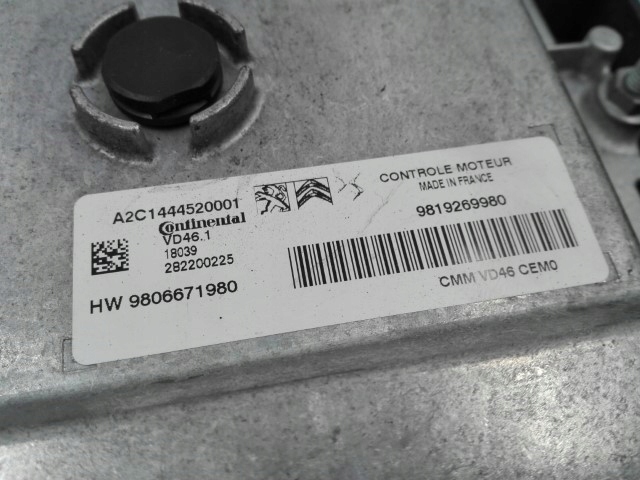 A2C1444520001
Continental
VD46.1
18039
282200225
HW 9806671980
CONTROLE MOTEUR
MADE IN FRANCE
9819269980
CMM VD46 CEM0